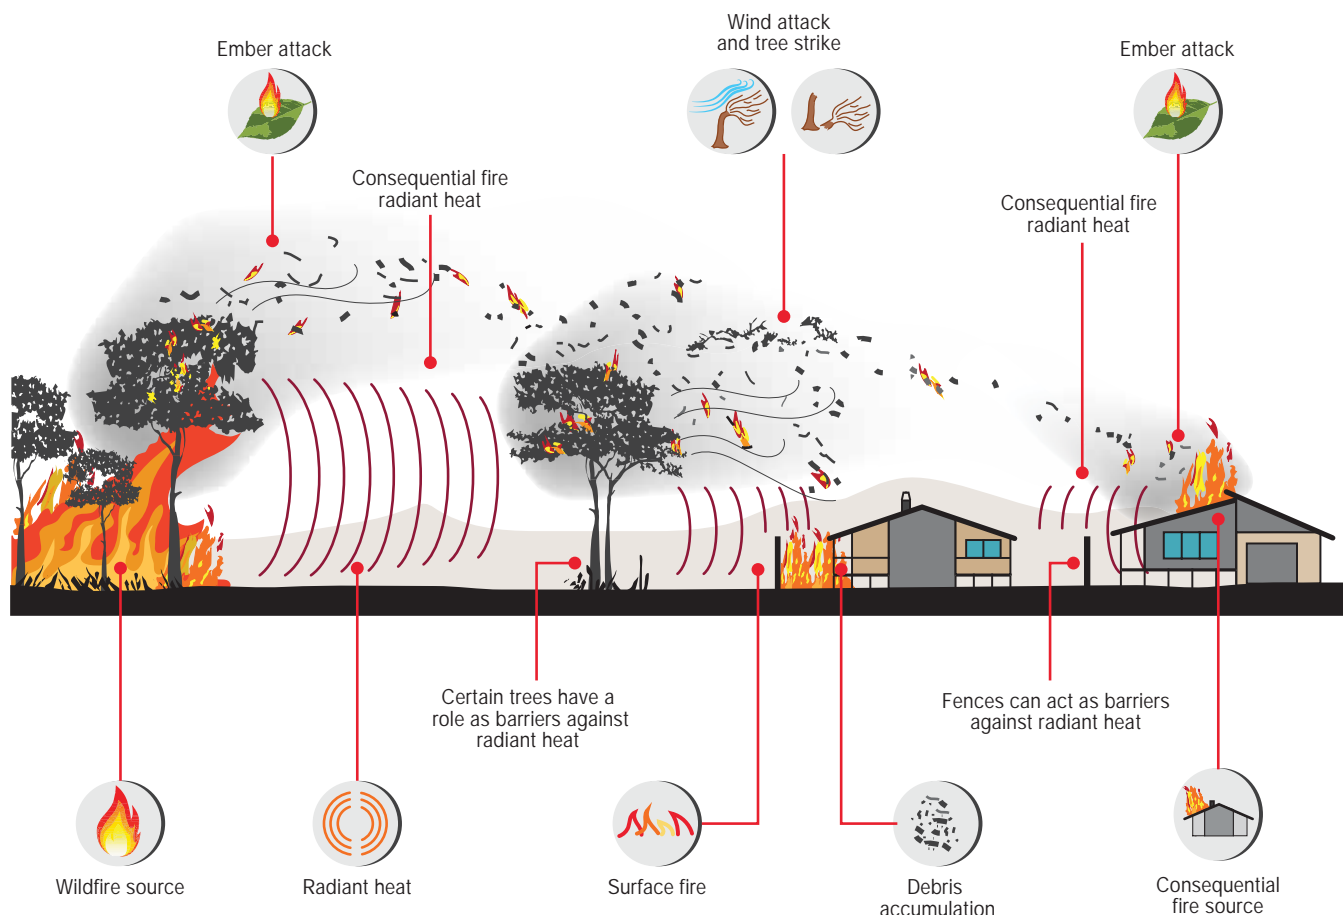 Wind attack
and tree strike
Ember attack
Ember attack
Consequential fire
radiant heat
Consequential fire
radiant heat
Certain trees have a
role as barriers against
radiant heat
Fences can act as barriers
against radiant heat
Wildfire source
Radiant heat
Surface fire
Debris
accumulation
Consequential
fire source